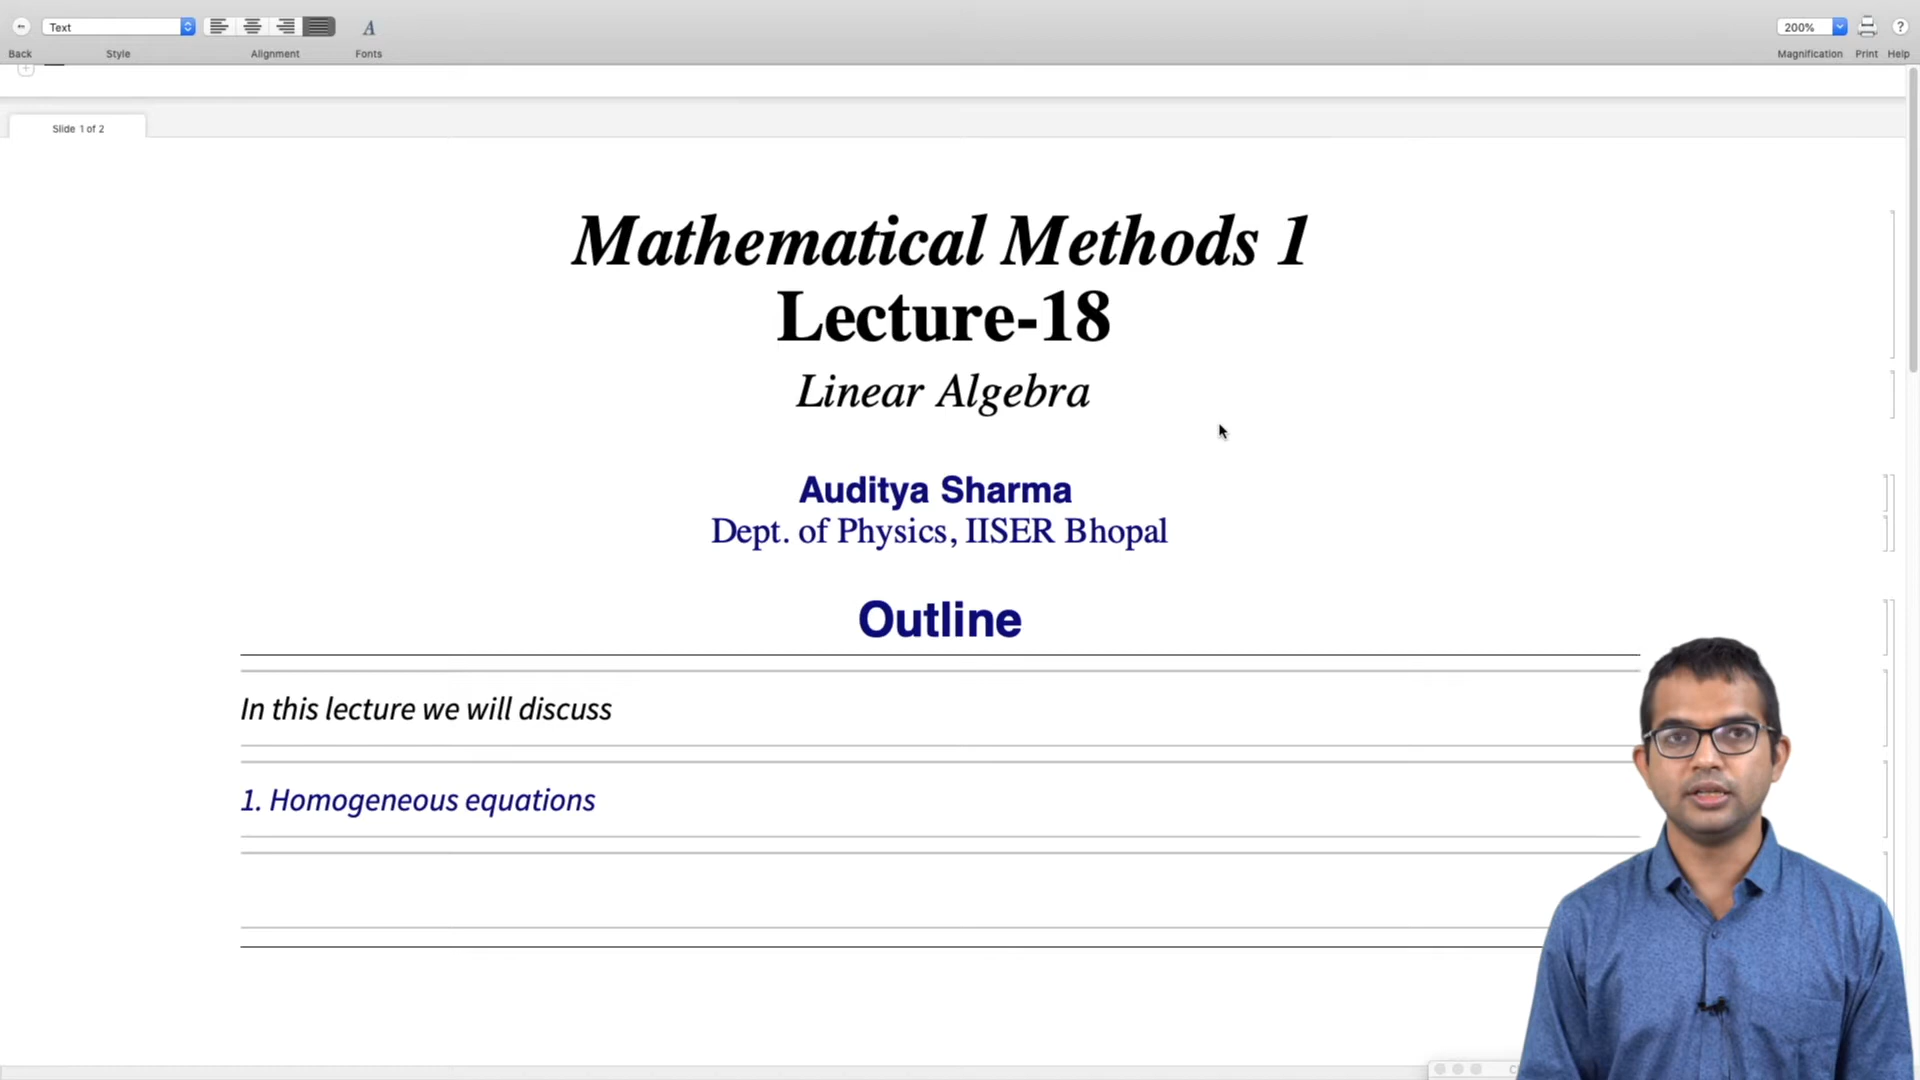 Text
200%
Back
Style
Alignment
Fonts
Magnification
Print
Help
Slide 1 of 2
Mathematical Methods 1
Lecture-18
Linear Algebra
Auditya Sharma
Dept. of Physics, IISER Bhopal
Outline
In this lecture we will discuss
1. Homogeneous equations